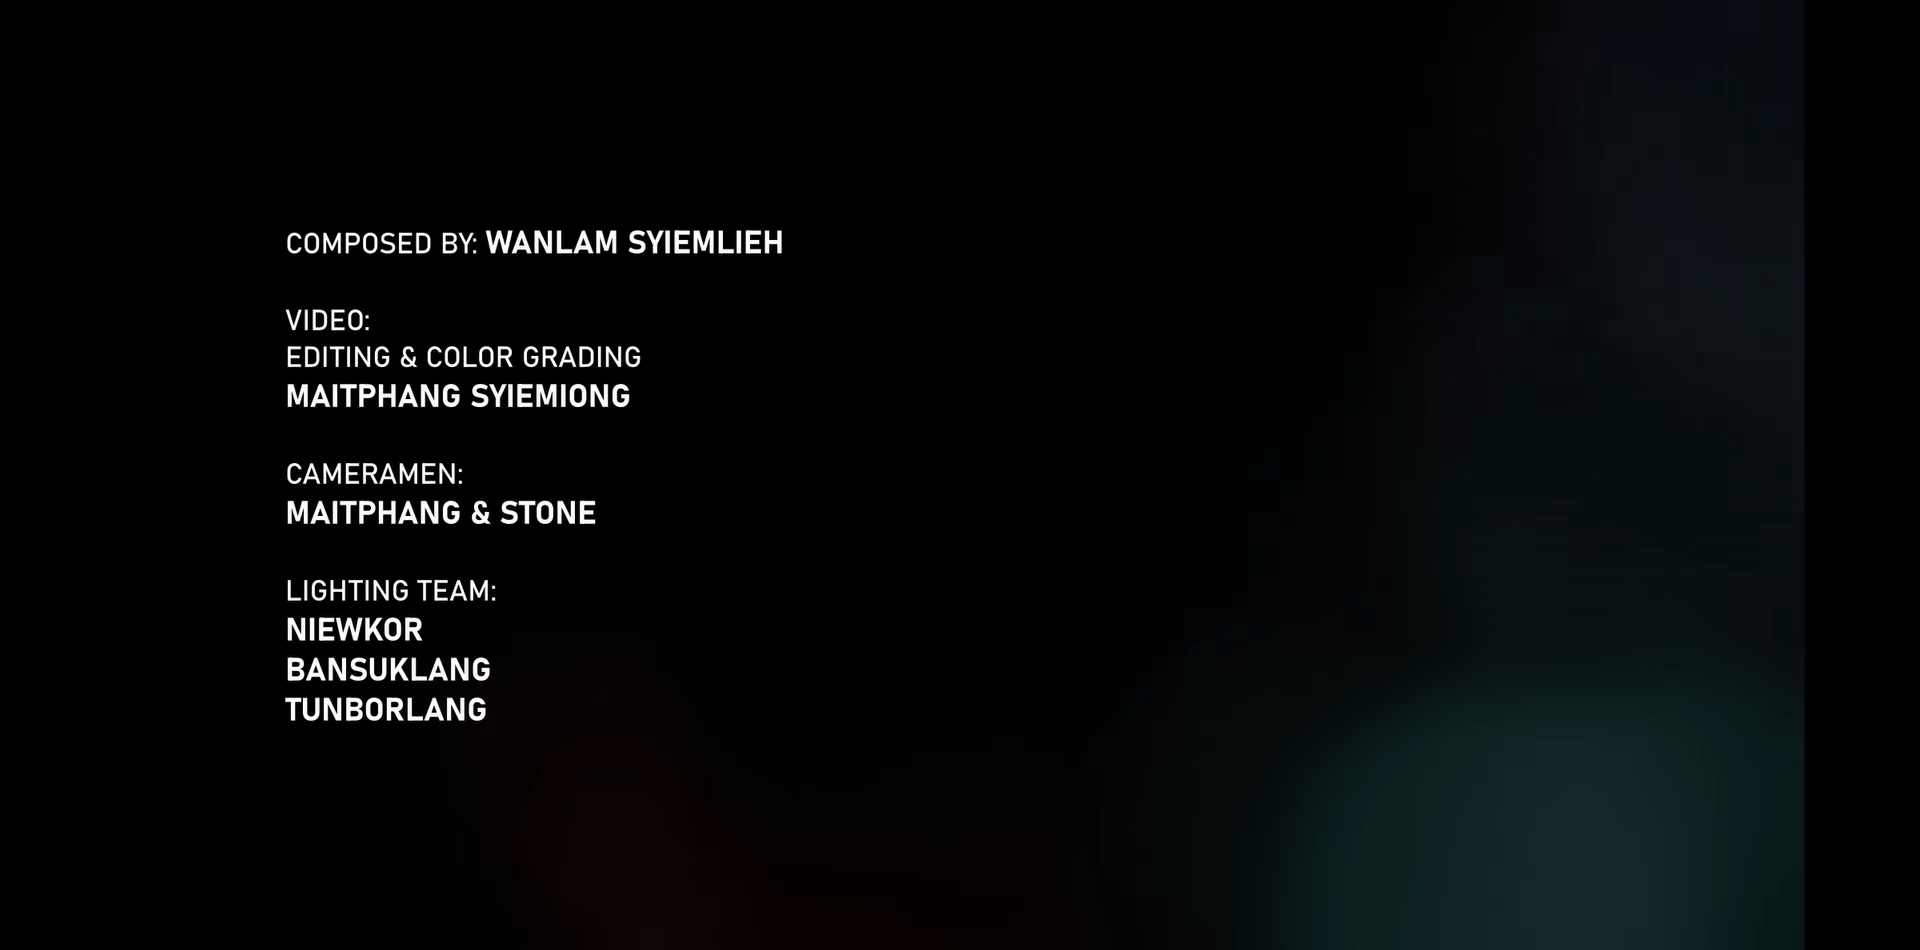 COMPOSED BY: WANLAM SYIEMLIEH
VIDEO:
EDITING & COLOR GRADING
MAITPHANG SYIEMIONG
CAMERAMEN:
MAITPHANG & STONE
LIGHTING TEAM:
NIEWKOR
BANSUKLANG
TUNBORLANG